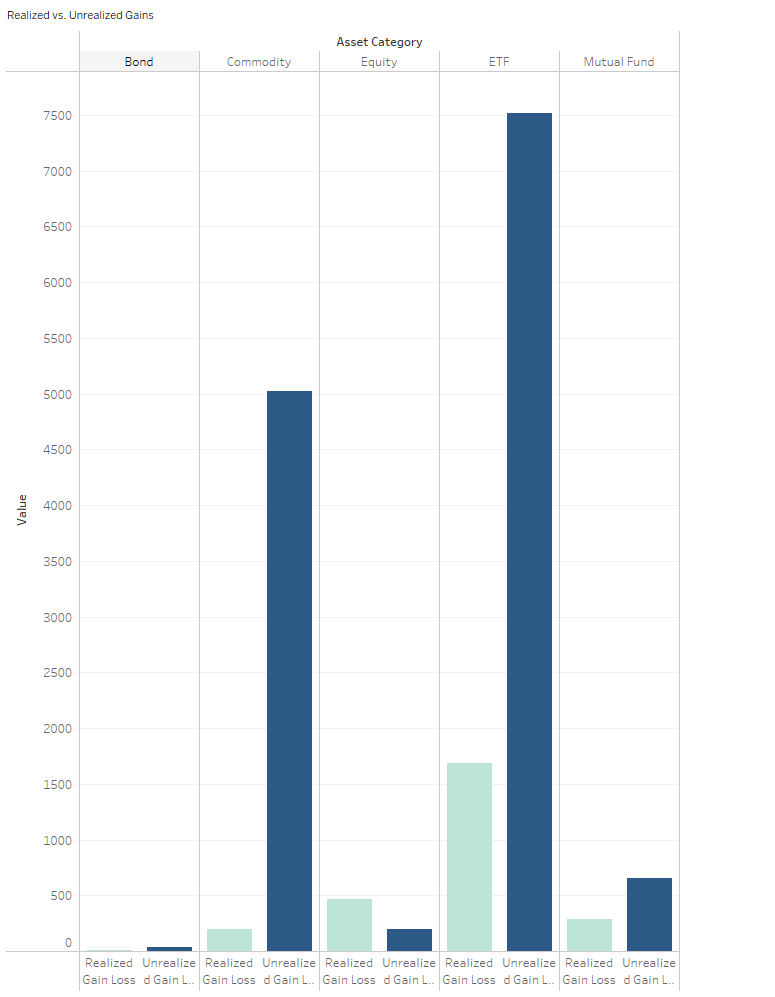 Realized vs. Unrealized Gains
Asset Category
Bond Commodity Equity ETF Mutual Fund
7500
7000
6500
6000
5500
5000
4500
4000
3500
3000
2500
2000
1500
1000
500
0
Value
Realized Unrealize Realized Unrealize Realized Unrealize Realized Unrealize Realized Unrealize
Gain Loss d Gain L.. Gain Loss d Gain L.. Gain Loss d Gain L.. Gain Loss d Gain L.. Gain Loss d Gain L..